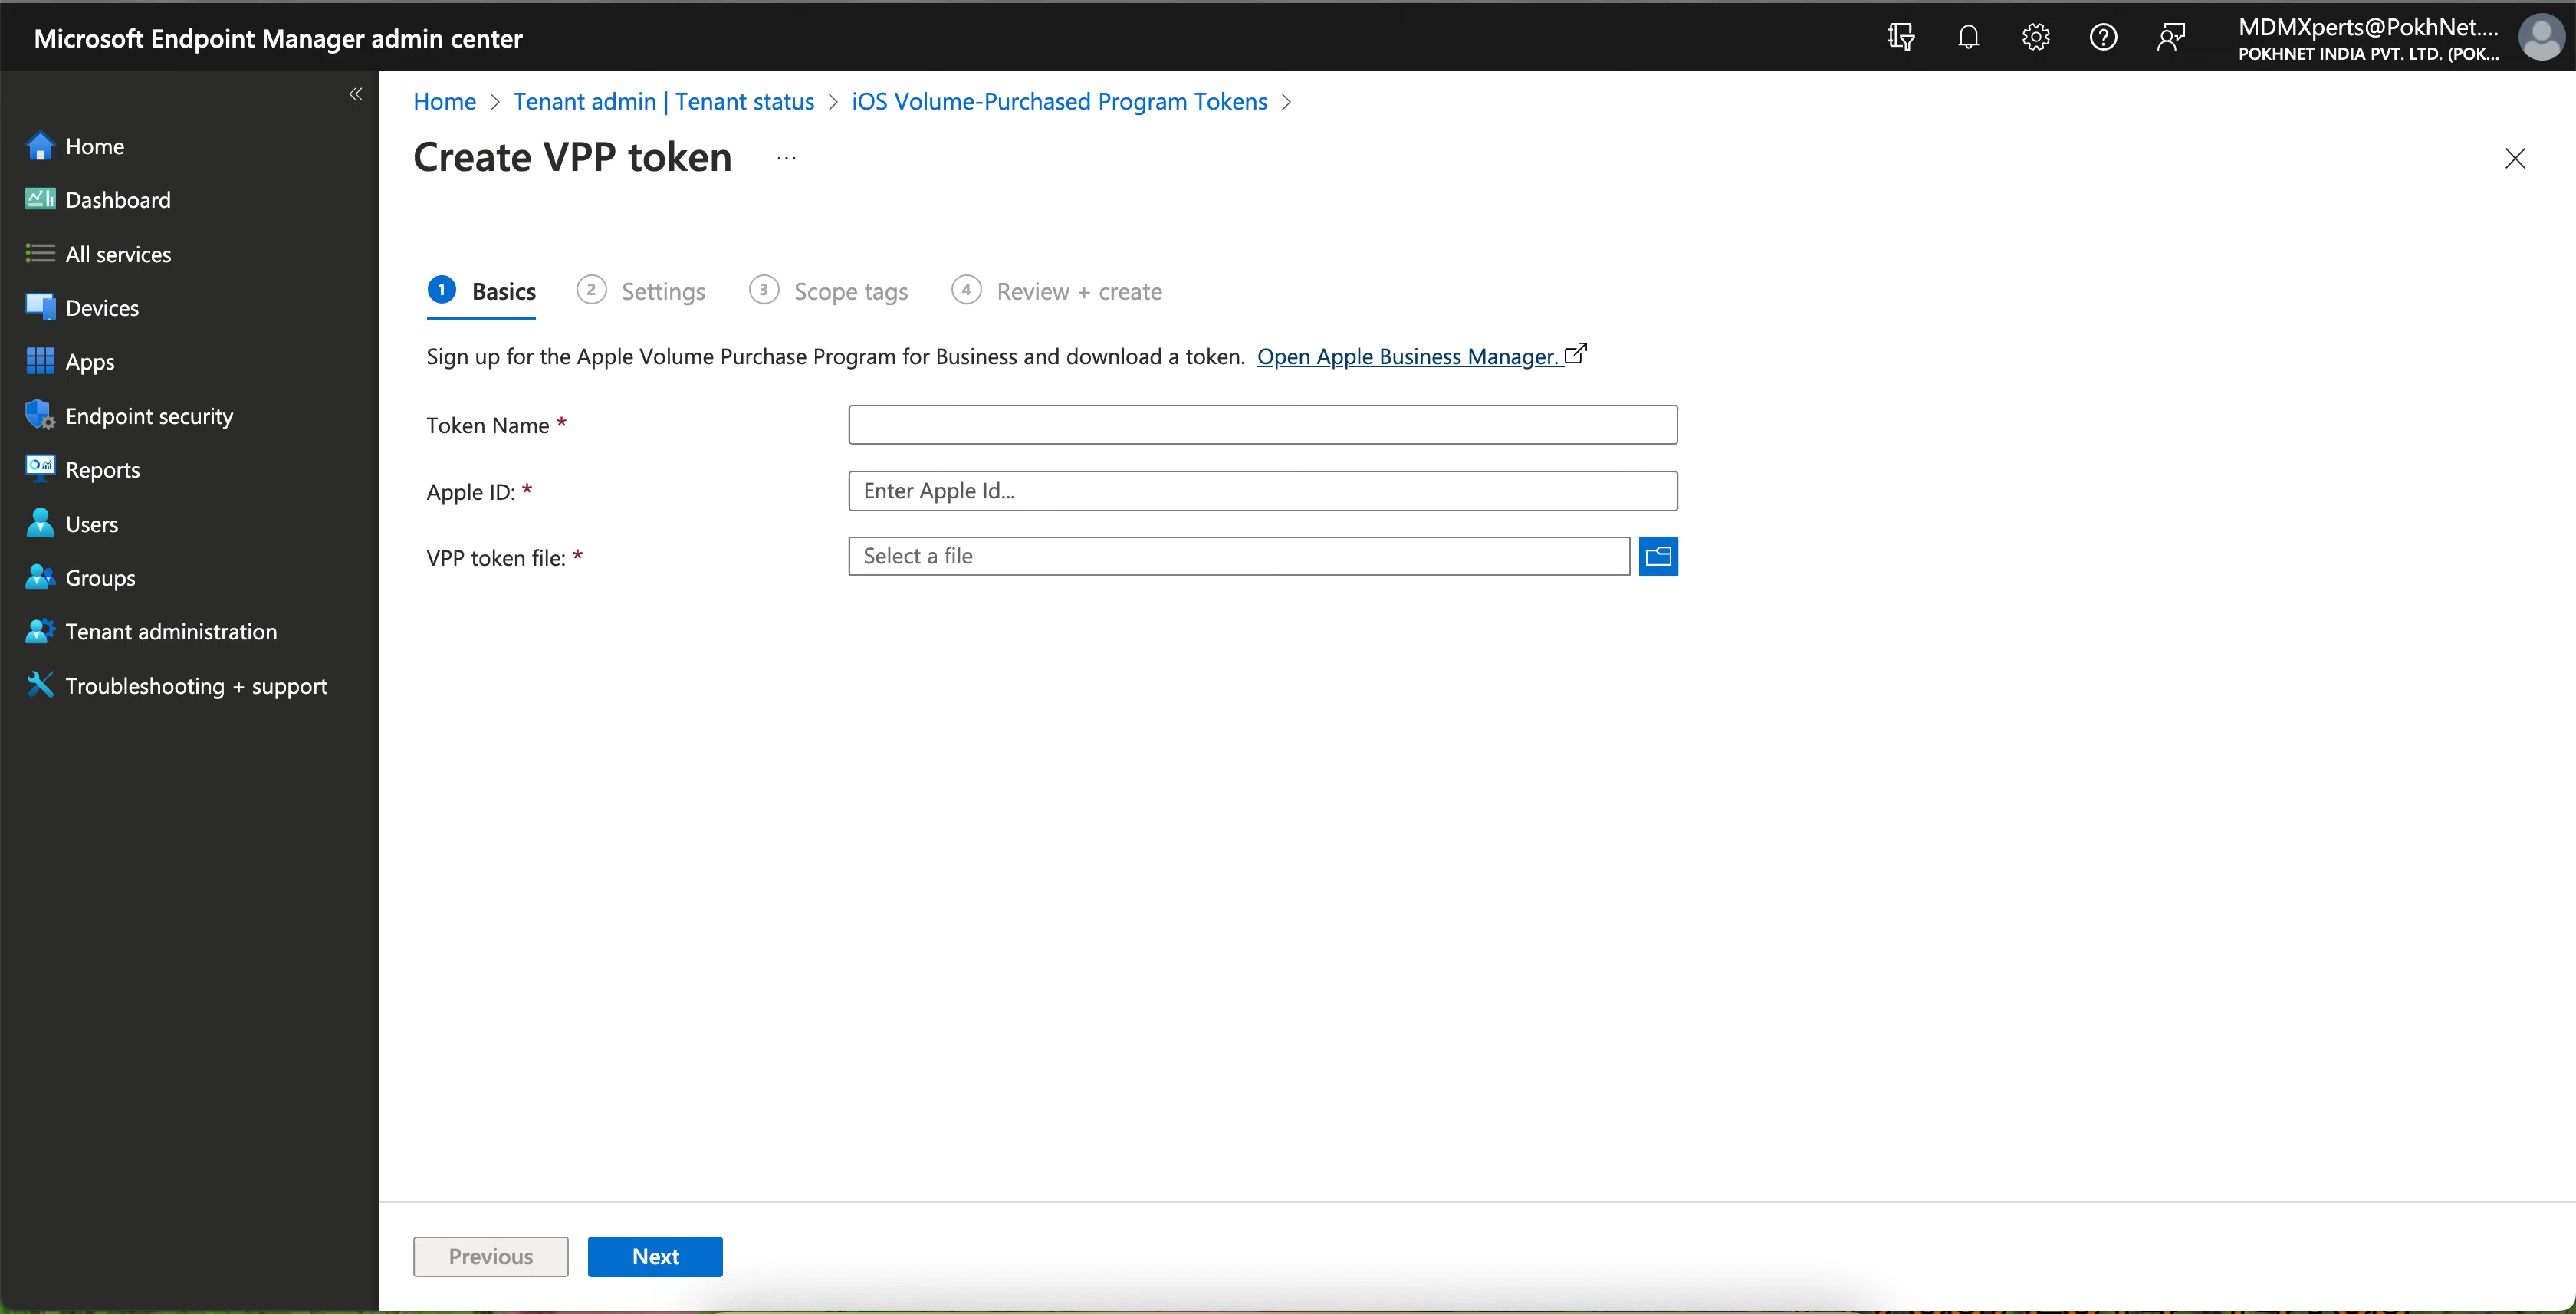 Microsoft Endpoint Manager admin center
MDMXperts@PokhNet....
POKHNET INDIA PVT. LTD. (POK...
Home
Dashboard
All services
Devices
Apps
Endpoint security
Reports
Users
Groups
Tenant administration
Troubleshooting + support
Home > Tenant admin | Tenant status > iOS Volume-Purchased Program Tokens >
Create VPP token ...
1 Basics 2 Settings 3 Scope tags 4 Review + create
Sign up for the Apple Volume Purchase Program for Business and download a token. Open Apple Business Manager.
Token Name *
Apple ID: * Enter Apple Id...
VPP token file: * Select a file
Previous Next